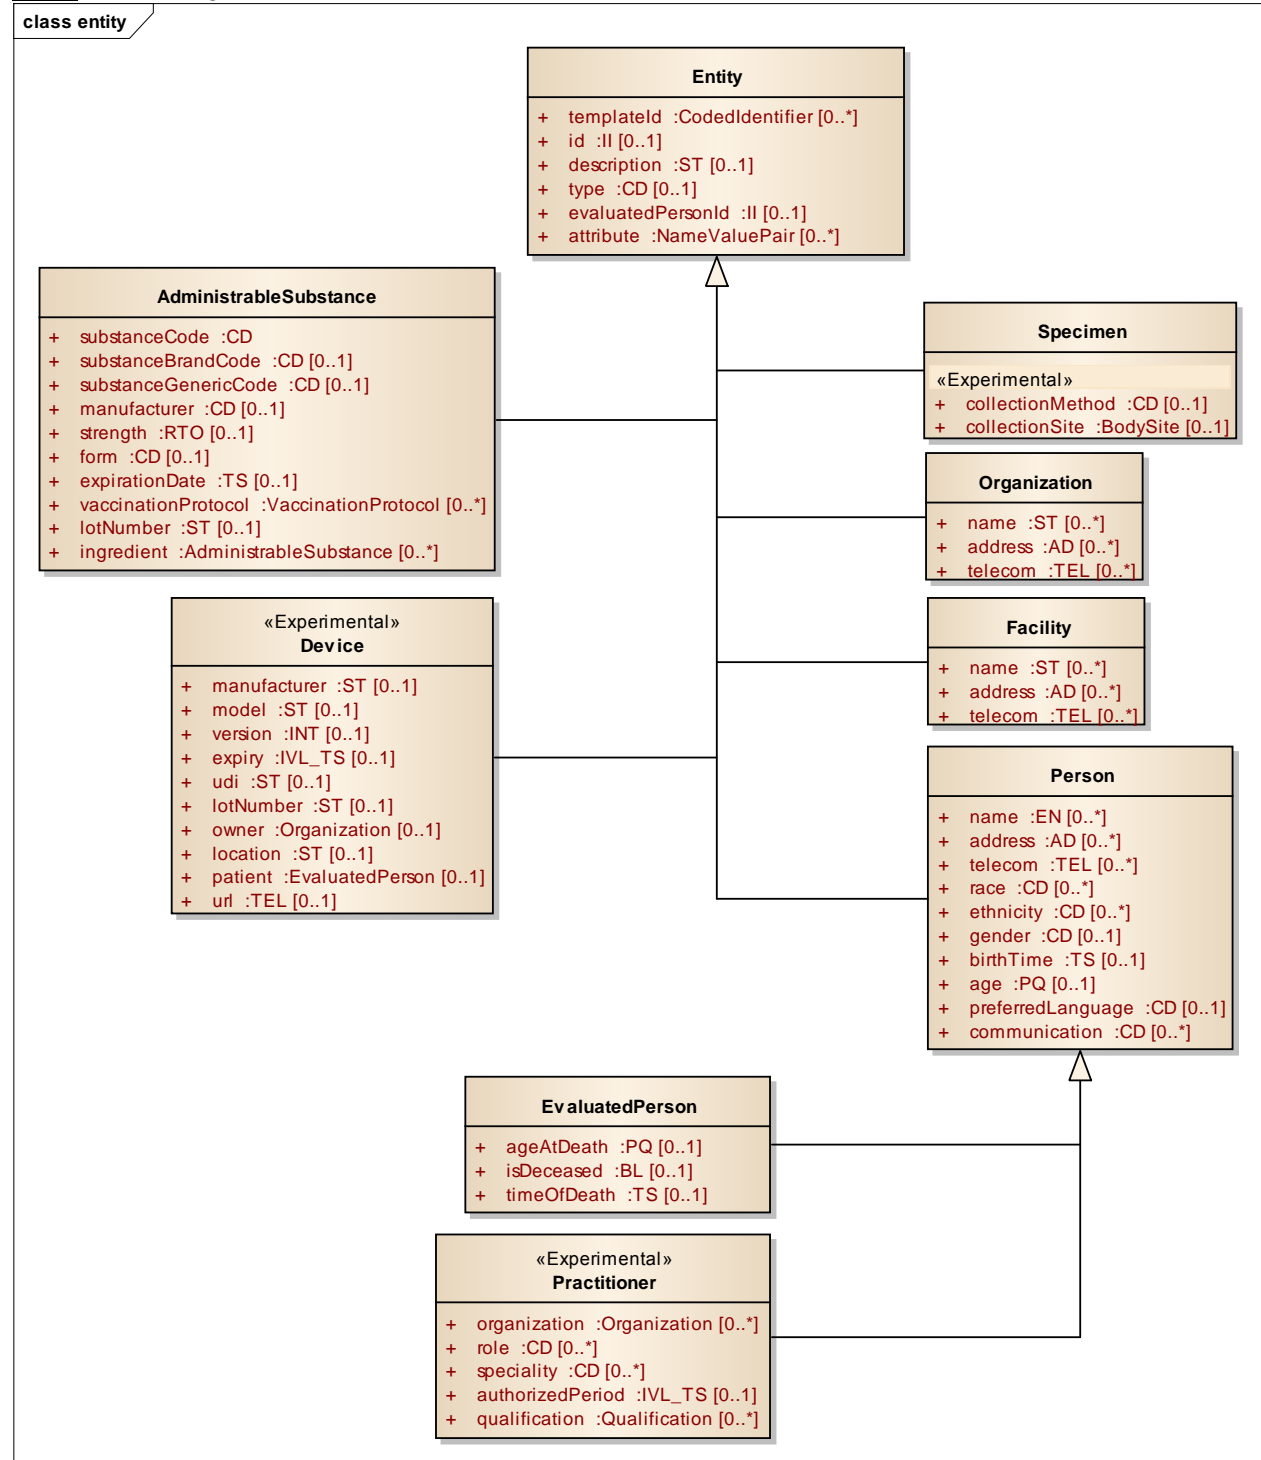 class entity
Entity
+ templateId :CodedIdentifier [0..*]
+ id :II [0..1]
+ description :ST [0..1]
+ type :CD [0..1]
+ evaluatedPersonId :II [0..1]
+ attribute :NameValuePair [0..*]
AdministrableSubstance
+ substanceCode :CD
+ substanceBrandCode :CD [0..1]
+ substanceGenericCode :CD [0..1]
+ manufacturer :CD [0..1]
+ strength :RTO [0..1]
+ form :CD [0..1]
+ expirationDate :TS [0..1]
+ vaccinationProtocol :VaccinationProtocol [0..*]
+ lotNumber :ST [0..1]
+ ingredient :AdministrableSubstance [0..*]
Specimen
«Experimental»
+ collectionMethod :CD [0..1]
+ collectionSite :BodySite [0..1]
Organization
+ name :ST [0..*]
+ address :AD [0..*]
+ telecom :TEL [0..*]
«Experimental»
Device
+ manufacturer :ST [0..1]
+ model :ST [0..1]
+ version :INT [0..1]
+ expiry :IVL_TS [0..1]
+ udi :ST [0..1]
+ lotNumber :ST [0..1]
+ owner :Organization [0..1]
+ location :ST [0..1]
+ patient :EvaluatedPerson [0..1]
+ url :TEL [0..1]
Facility
+ name :ST [0..*]
+ address :AD [0..*]
+ telecom :TEL [0..*]
Person
+ name :EN [0..*]
+ address :AD [0..*]
+ telecom :TEL [0..*]
+ race :CD [0..*]
+ ethnicity :CD [0..*]
+ gender :CD [0..1]
+ birthTime :TS [0..1]
+ age :PQ [0..1]
+ preferredLanguage :CD [0..1]
+ communication :CD [0..*]
EvaluatedPerson
+ ageAtDeath :PQ [0..1]
+ isDeceased :BL [0..1]
+ timeOfDeath :TS [0..1]
«Experimental»
Practitioner
+ organization :Organization [0..*]
+ role :CD [0..*]
+ speciality :CD [0..*]
+ authorizedPeriod :IVL_TS [0..1]
+ qualification :Qualification [0..*]